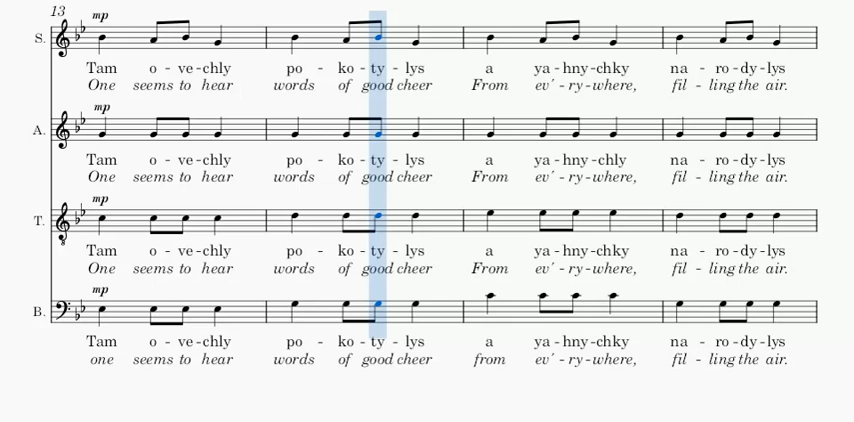 13
mp
S.
Tam o - ve - chly po - ko - ty - lys a ya - hny - chky na - ro - dy - lys
One seems to hear words of good cheer From ev' - ry - where, fil - ling the air.
mp
A.
Tam o - ve - chly po - ko - ty - lys a ya - hny - chly na - ro - dy - lys
One seems to hear words of good cheer From ev' - ry - where, fil - ling the air.
mp
T.
Tam o - ve - chly po - ko - ty - lys a ya - hny - chky na - ro - dy - lys
One seems to hear words of good cheer From ev' - ry - where, fil - ling the air.
mp
B.
Tam o - ve - chly po - ko - ty - lys a ya - hny - chky na - ro - dy - lys
one seems to hear words of good cheer from ev' - ry - where, fil - ling the air.